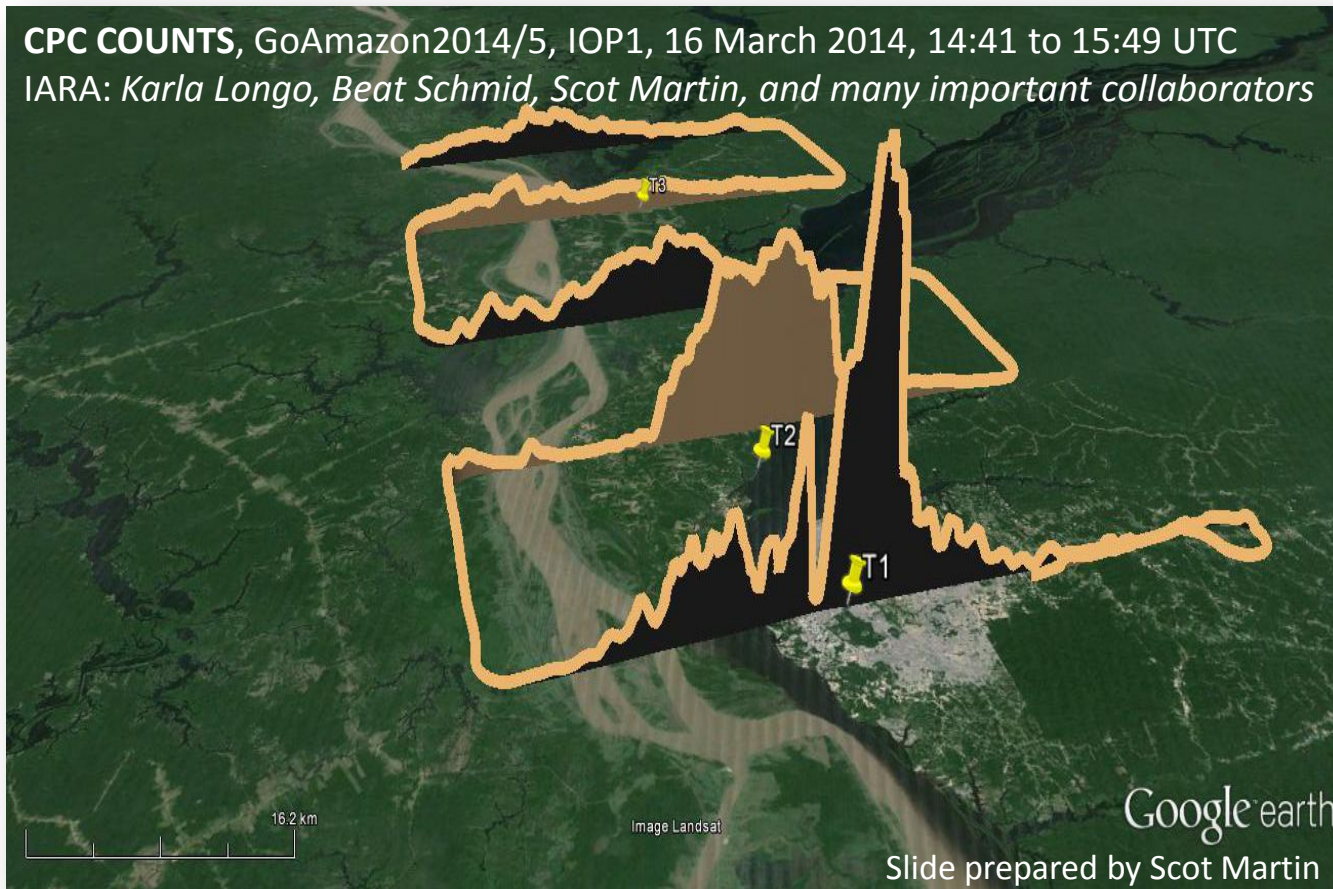 CPC COUNTS, GoAmazon2014/5, IOP1, 16 March 2014, 14:41 to 15:49 UTC
IARA: Karla Longo, Beat Schmid, Scot Martin, and many important collaborators
T3
T2
T1
16.2 km
Image Landsat
Google earth
Slide prepared by Scot Martin